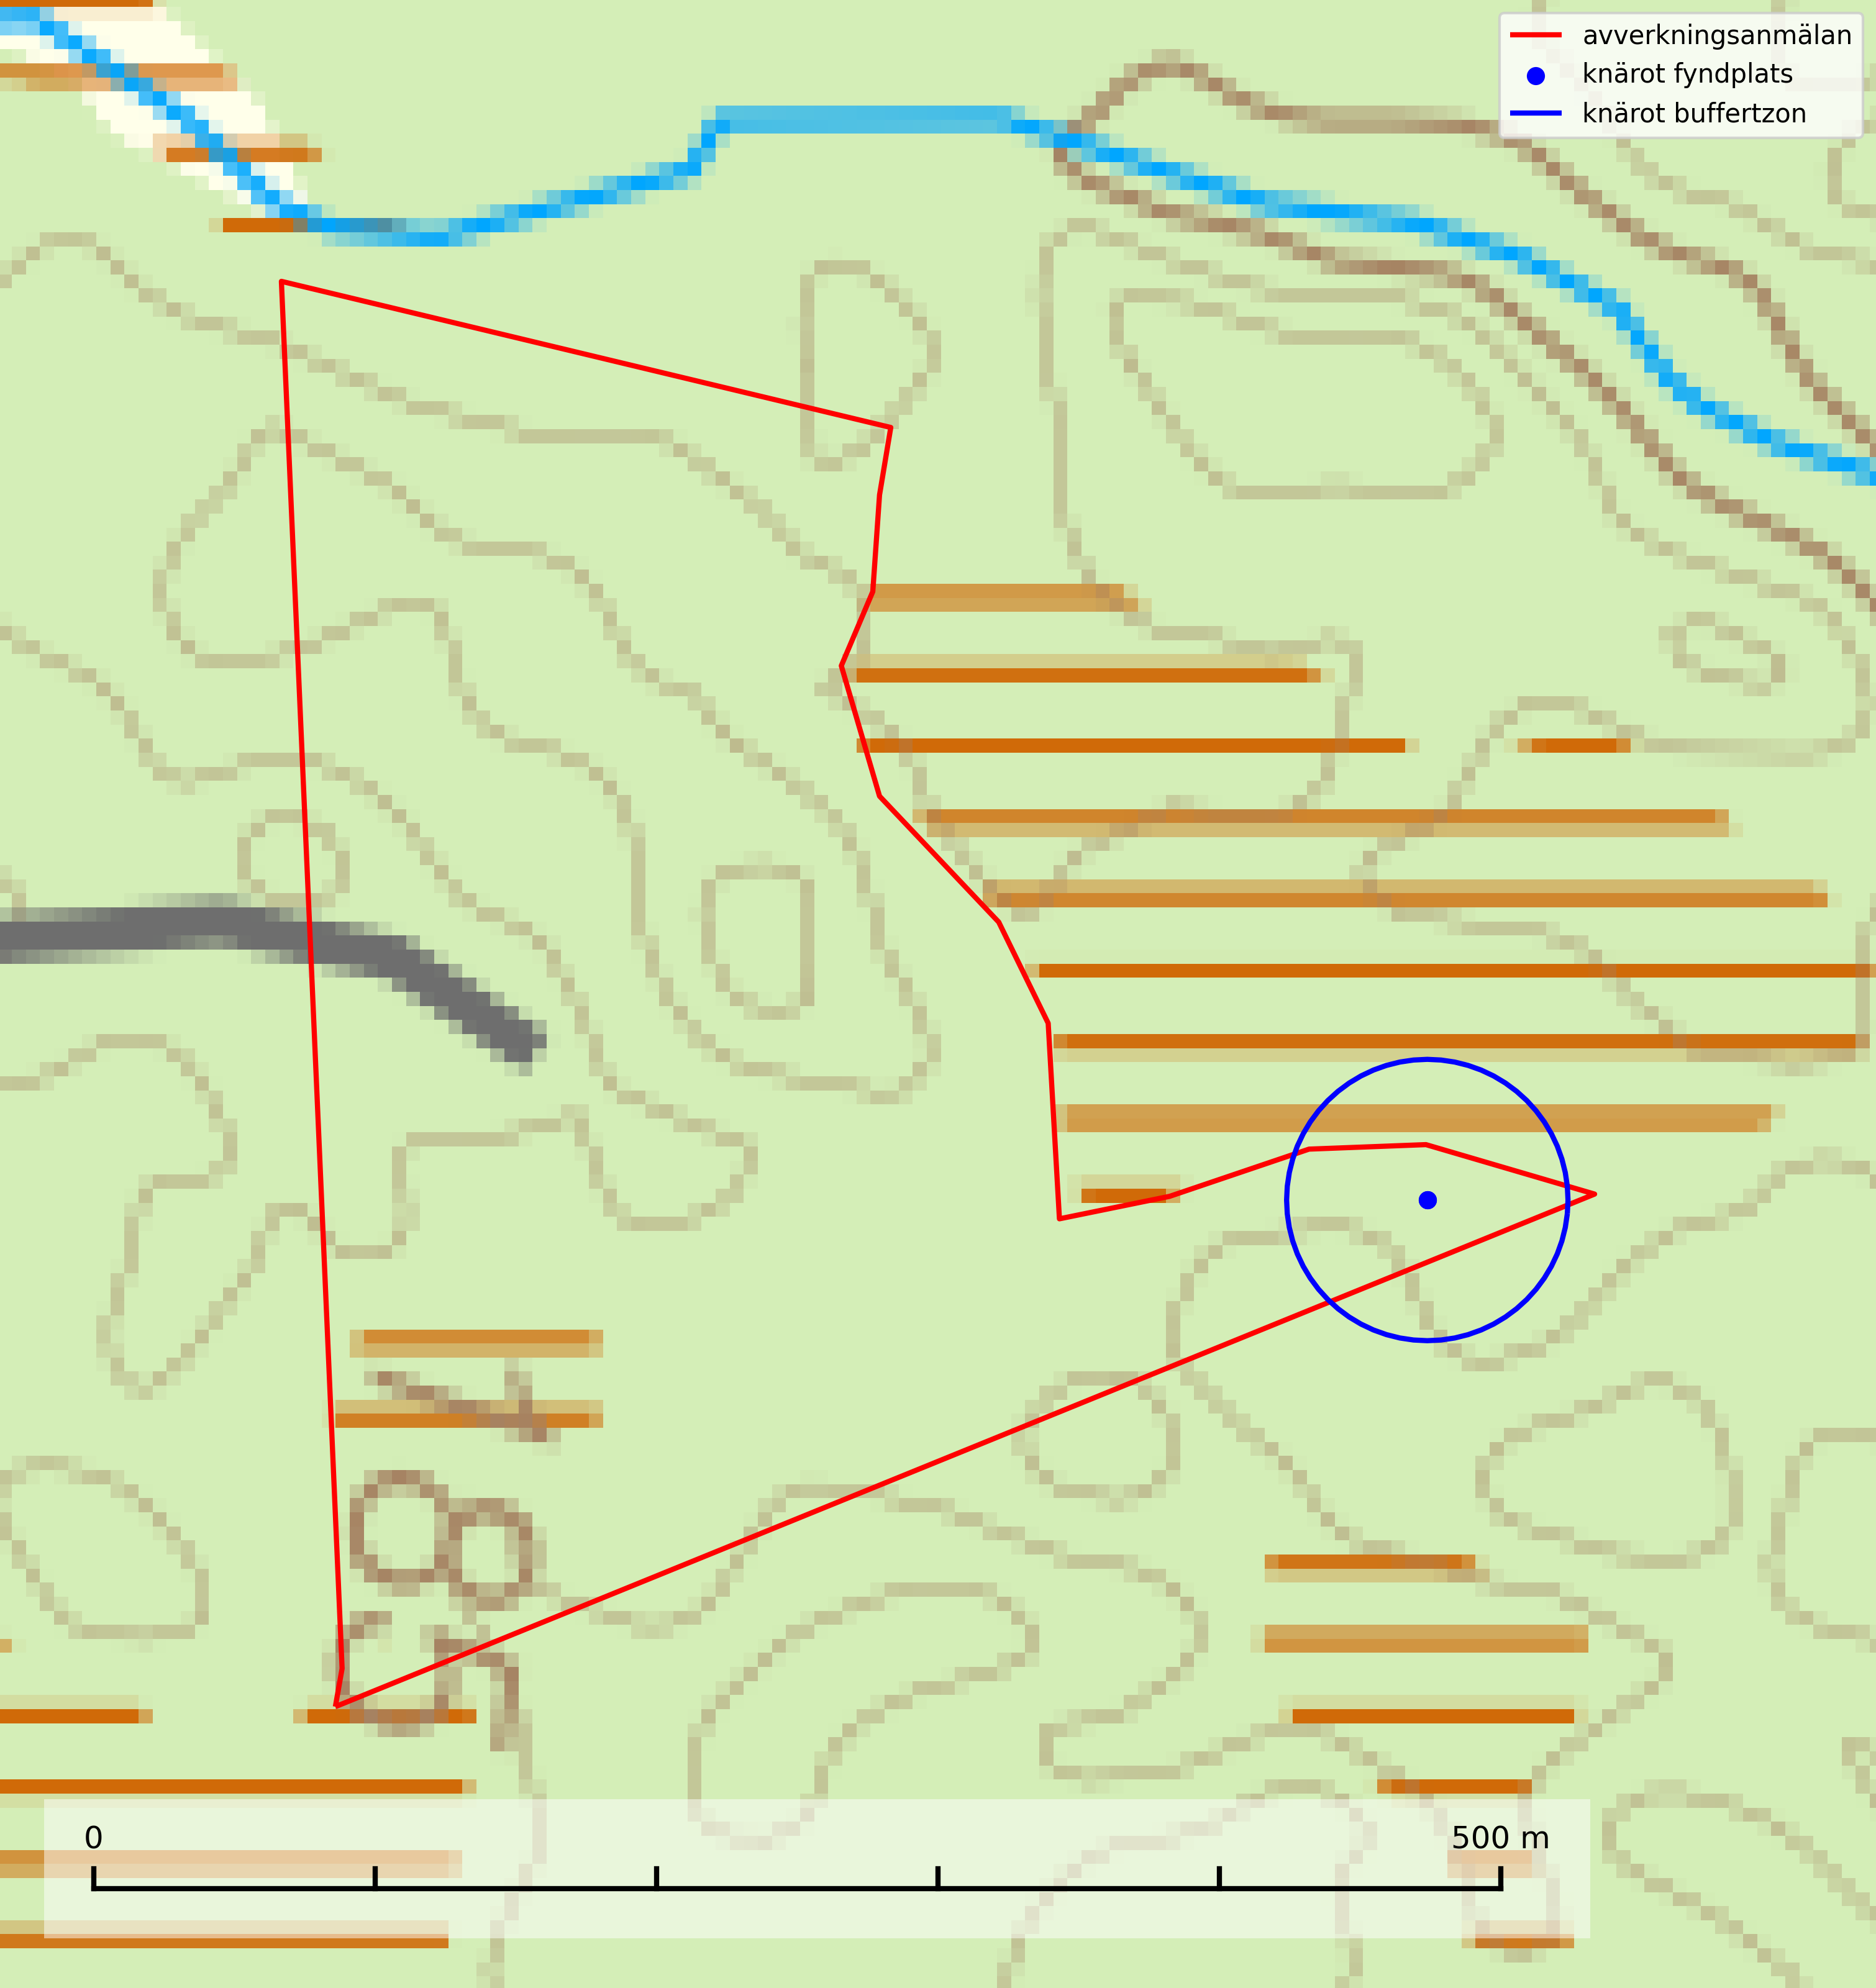 avverkningsanmälan
knärot fyndplats
knärot buffertzon
0
500 m